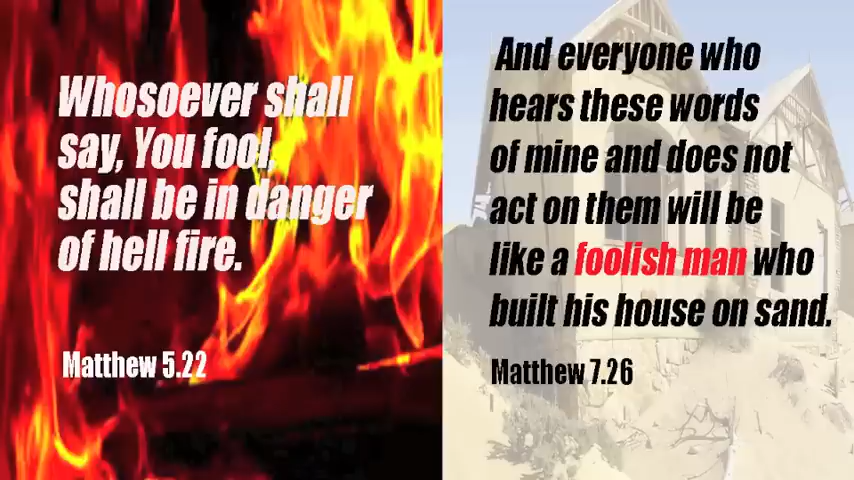 Whosoever shall
say, You fool,
shall be in danger
of hell fire.
Matthew 5.22
And everyone who
hears these words
of mine and does not
act on them will be
like a foolish man who
built his house on sand.
Matthew 7.26